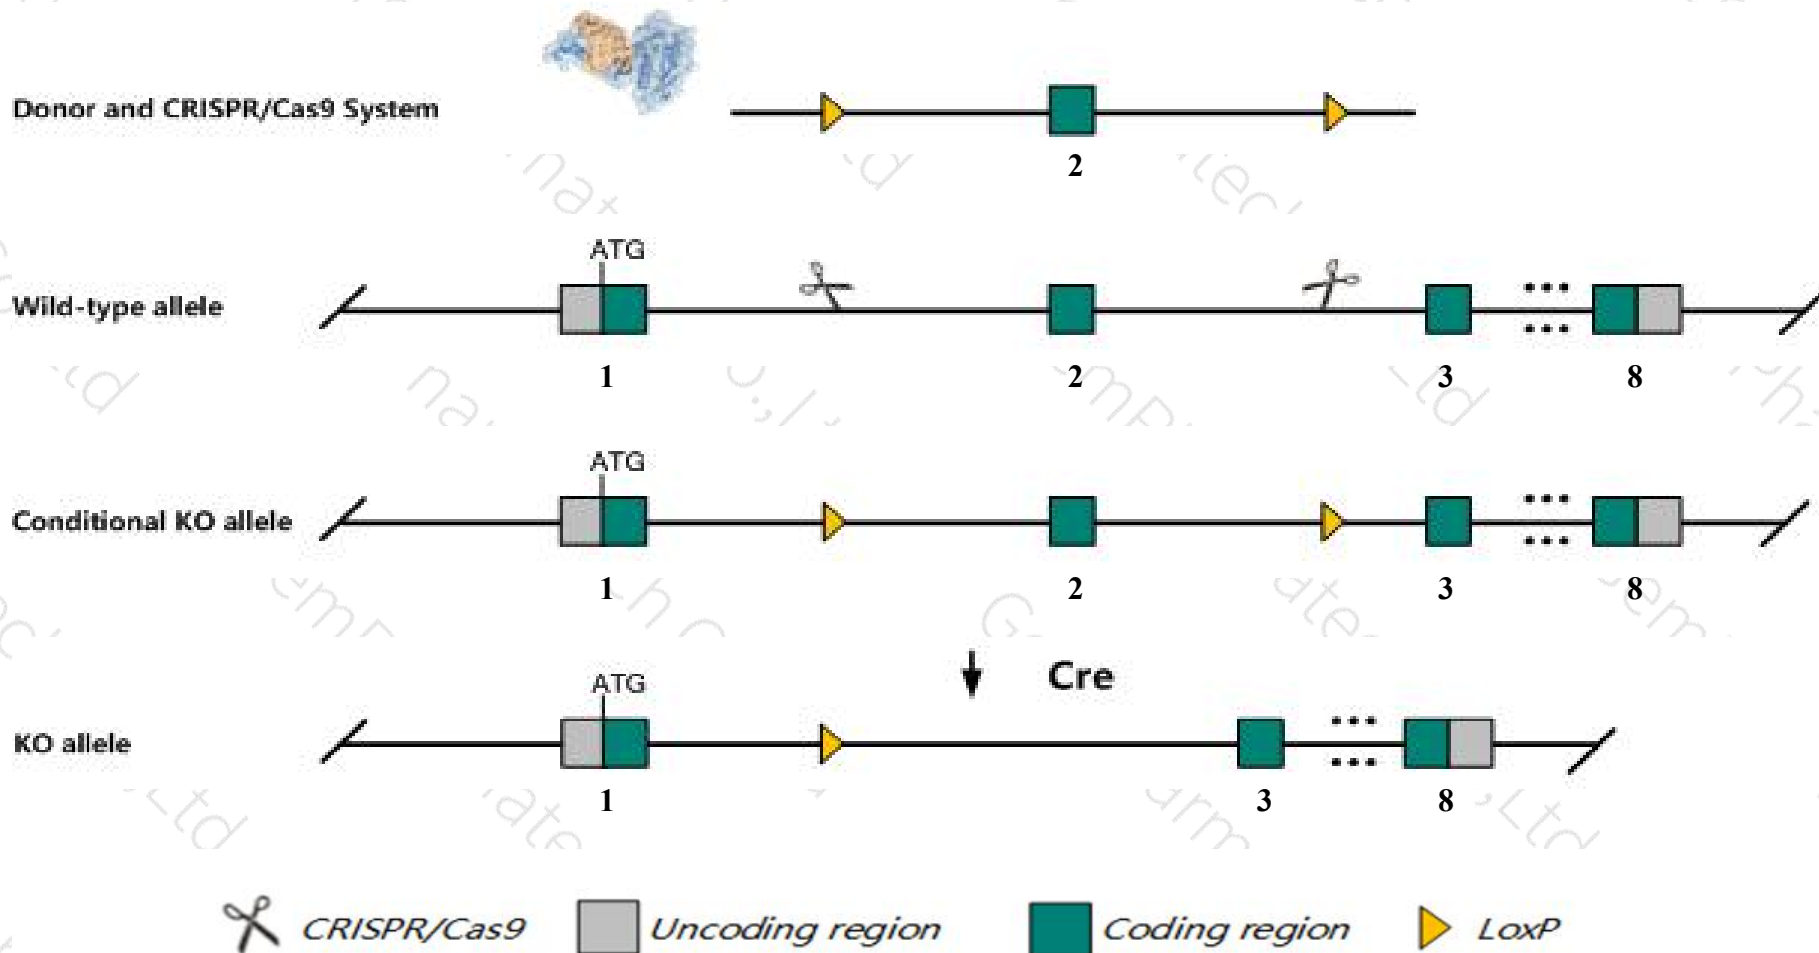 Donor and CRISPR/Cas9 System
2
ATG
Wild-type allele
1 2 3 8
ATG
Conditional KO allele
1 2 3 8
Cre
ATG
KO allele
1 3 8
CRISPR/Cas9 Uncoding region Coding region LoxP